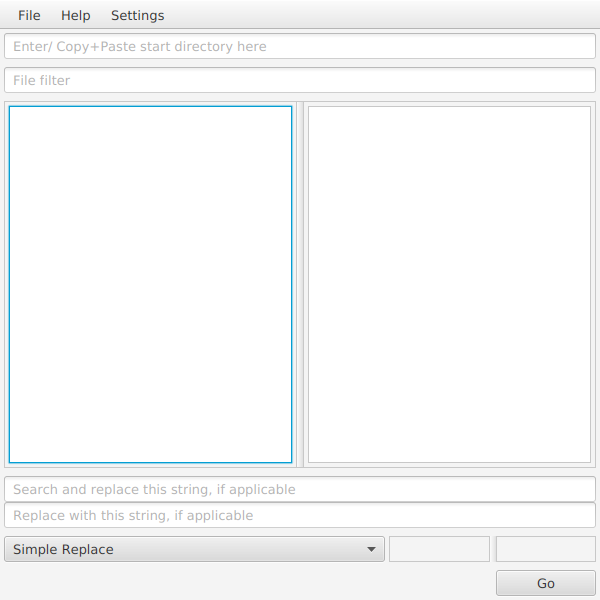 File Help Settings
Enter/ Copy+Paste start directory here
File filter
Search and replace this string, if applicable
Replace with this string, if applicable
Simple Replace
Go